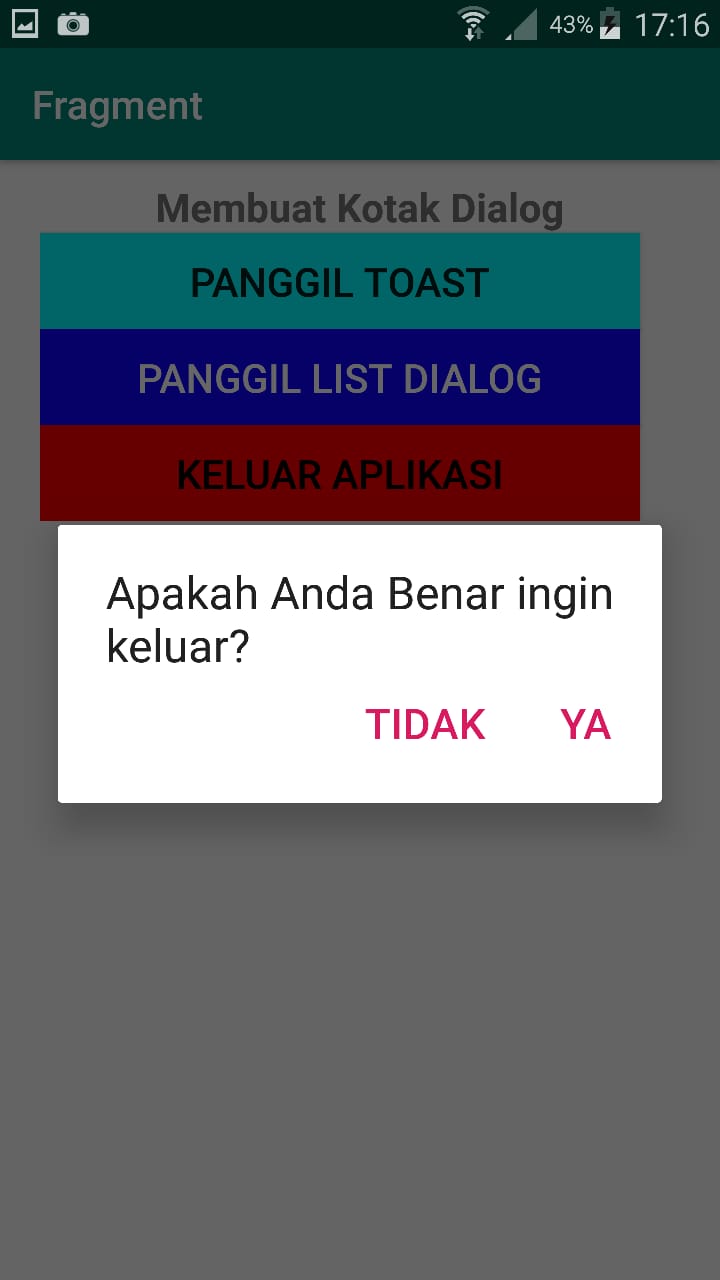 43% 17:16
Fragment
Membuat Kotak Dialog
PANGGIL TOAST
PANGGIL LIST DIALOG
KELUAR APLIKASI
Apakah Anda Benar ingin
keluar?
TIDAK YA